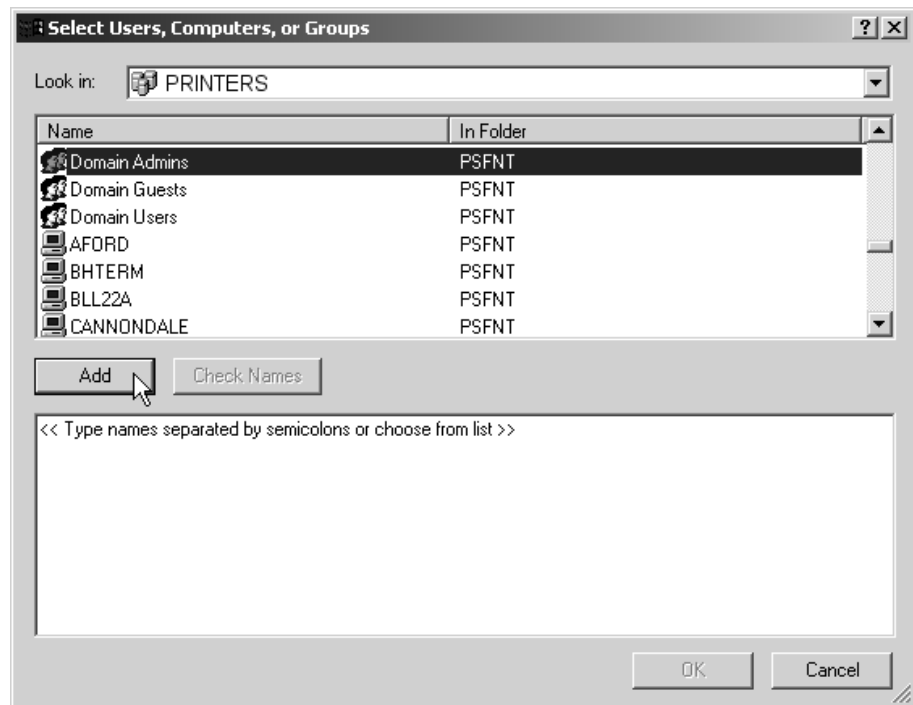 Select Users, Computers, or Groups
Look in: PRINTERS
Name In Folder
Domain Admins PSFNT
Domain Guests PSFNT
Domain Users PSFNT
AFORD PSFNT
BHTERM PSFNT
BLL22A PSFNT
CANNONDALE PSFNT
Add Check Names
<< Type names separated by semicolons or choose from list >>
OK Cancel